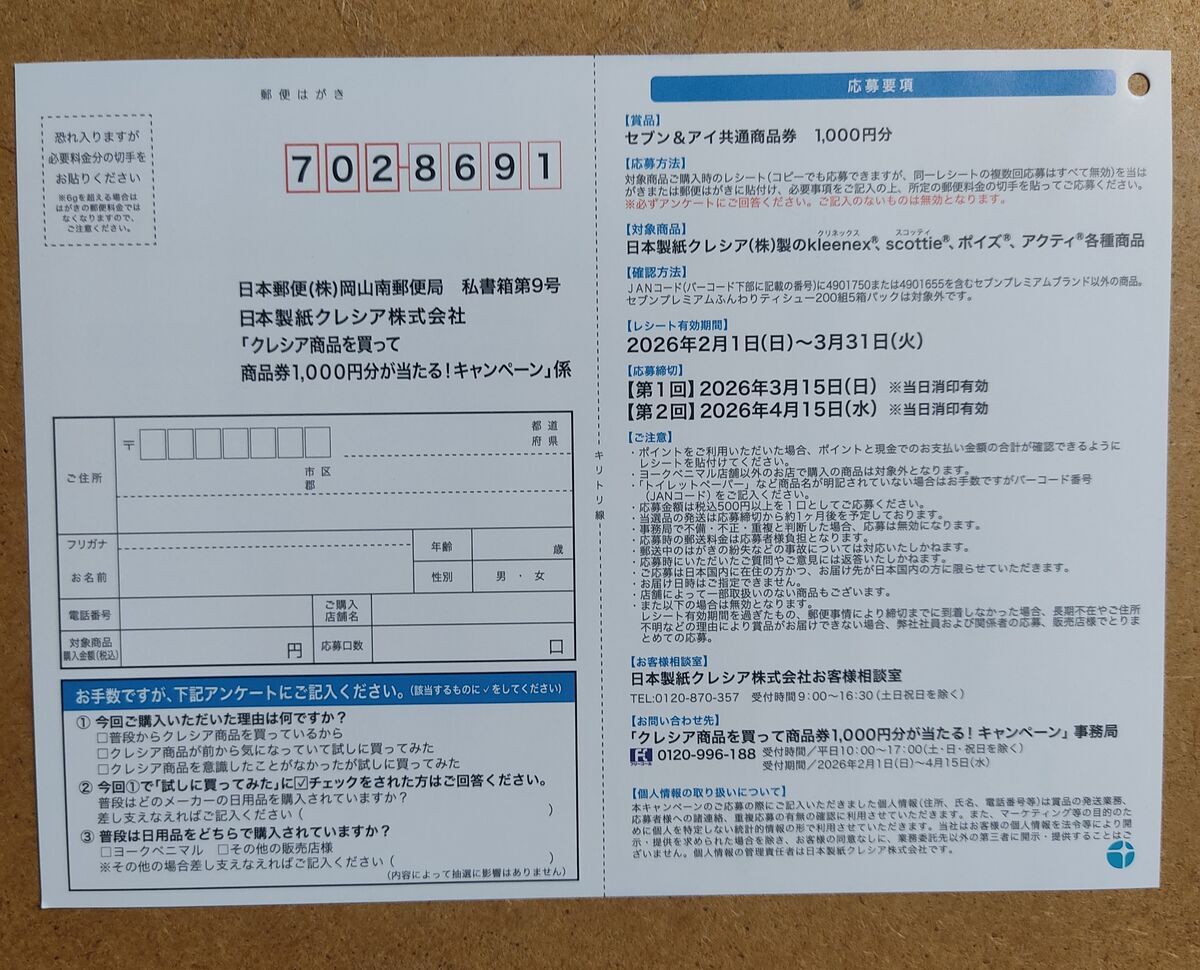 郵便はがき
恐れ入りますが
必要料金分の切手を
お貼りください
※6gを超える場合は
はがきの郵便料金では
なくなりますので、
ご注意ください。
7028691
日本郵便(株)岡山南郵便局 私書箱第9号
日本製紙クレシア株式会社
「クレシア商品を買って
商品券1,000円分が当たる!キャンペーン」係
ご住所
〒
都道
府県
市区
郡
フリガナ
お名前
年齢
歳
性別
男・女
電話番号
ご購入
店舗名
対象商品
購入金額(税込)
円
応募口数
口
お手数ですが、下記アンケートにご記入ください。(該当するものに✓をしてください)
① 今回ご購入いただいた理由は何ですか?
□普段からクレシア商品を買っているから
□クレシア商品が前から気になっていて試しに買ってみた
□クレシア商品を意識したことがなかったが試しに買ってみた
② 今回①で「試しに買ってみた」に☑チェックをされた方はご回答ください。
普段はどのメーカーの日用品を購入されていますか?
差し支えなければご記入ください( )
③ 普段は日用品をどちらで購入されていますか?
□ヨークベニマル □その他の販売店様
※その他の場合差し支えなければご記入ください( )
(内容によって抽選に影響はありません)
キリトリ線
応募要項
【賞品】
セブン&アイ共通商品券 1,000円分
【応募方法】
対象商品ご購入時のレシート(コピーでも応募できますが、同一レシートの複数回応募はすべて無効)を当は
がきまたは郵便はがきに貼付け、必要事項をご記入の上、所定の郵便料金の切手を貼ってご応募ください。
※必ずアンケートにご回答ください。ご記入のないものは無効となります。
【対象商品】
クリネックス スコッティ
日本製紙クレシア(株)製のkleenex®、scottie®、ポイズ®、アクティ®各種商品
【確認方法】
JANコード(バーコード下部に記載の番号)に4901750または4901655を含むセブンプレミアムブランド以外の商品。
セブンプレミアムふんわりティシュー200組5箱パックは対象外です。
【レシート有効期間】
2026年2月1日(日)~3月31日(火)
【応募締切】
【第1回】2026年3月15日(日) ※当日消印有効
【第2回】2026年4月15日(水) ※当日消印有効
【ご注意】
・ポイントをご利用いただいた場合、ポイントと現金でのお支払い金額の合計が確認できるように
レシートを貼付けてください。
・ヨークベニマル店舗以外のお店で購入の商品は対象外となります。
・「トイレットペーパー」など商品名が明記されていない場合はお手数ですがバーコード番号
(JANコード)をご記入ください。
・応募金額は税込500円以上を1口としてご応募ください。
・当選品の発送は応募締切から約1ヶ月後を予定しております。
・事務局で不備・不正・重複と判断した場合、応募は無効になります。
・応募時の郵送料金は応募者様負担となります。
・郵送中のはがきの紛失などの事故については対応いたしかねます。
・応募時にいただいたご質問やご意見には返答いたしかねます。
・ご応募は日本国内に在住の方かつ、お届け先が日本国内の方に限らせていただきます。
・お届け日時はご指定できません。
・店舗によって一部取扱いのない商品もございます。
・また以下の場合は無効となります。
レシート有効期間を過ぎたもの、郵便事情により締切までに到着しなかった場合、長期不在やご住所
不明などの理由により賞品がお届けできない場合、弊社社員および関係者の応募、販売店様でとりま
とめての応募。
【お客様相談室】
日本製紙クレシア株式会社お客様相談室
TEL:0120-870-357 受付時間9:00~16:30(土日祝日を除く)
【お問い合わせ先】
「クレシア商品を買って商品券1,000円分が当たる! キャンペーン」事務局
フリーコール 0120-996-188 受付時間/平日10:00~17:00(土・日・祝日を除く)
受付期間/2026年2月1日(日)~4月15日(水)
【個人情報の取り扱いについて】
本キャンペーンのご応募の際にご記入いただきました個人情報(住所、氏名、電話番号等)は賞品の発送業務、
応募者様への諸連絡、重複応募の有無の確認に利用させていただきます。また、マーケティング等の目的のた
めに個人を特定しない統計的情報の形で利用させていただきます。当社はお客様の個人情報を法令等により開
示・提供を求められた場合を除き、お客様の同意なしに、業務委託先以外の第三者に開示・提供することはご
ざいません。個人情報の管理責任者は日本製紙クレシア株式会社です。